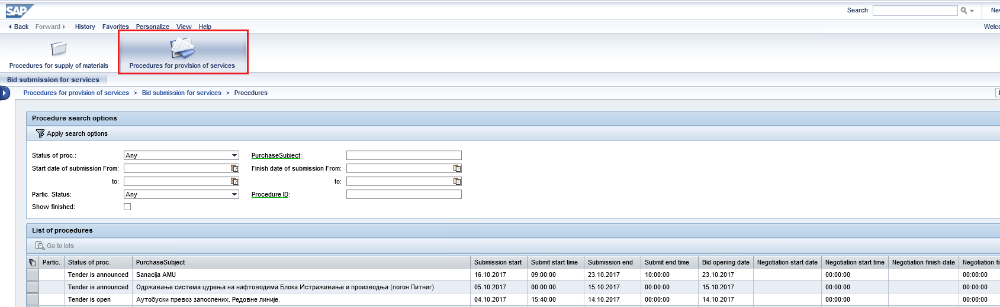 SAP
Search:
Back Forward History Favorites Personalize View Help
Procedures for supply of materials Procedures for provision of services
Bid submission for services
Procedures for provision of services > Bid submission for services > Procedures
Procedure search options
Apply search options
Status of proc.: Any PurchaseSubject:
Start date of submission From: Finish date of submission From:
to: to:
Partic. Status: Any Procedure ID:
Show finished:
List of procedures
Go to lots
Partic. Status of proc. PurchaseSubject Submission start Submit start time Submission end Submit end time Bid opening date Negotiation start date Negotiation start time Negotiation finish date Negotiation
Tender is announced Sanacija AMU 16.10.2017 09:00:00 23.10.2017 10:00:00 23.10.2017 00:00:00 00:00:00
Tender is announced Одржавање система цурења на нафтоводима Блока Истраживање и производња (погон Питниг) 05.10.2017 00:00:00 15.10.2017 00:00:00 15.10.2017 00:00:00 00:00:00
Tender is open Аутобуски превоз запослених. Редовне линије. 04.10.2017 15:40:00 14.10.2017 00:00:00 14.10.2017 00:00:00 00:00:00